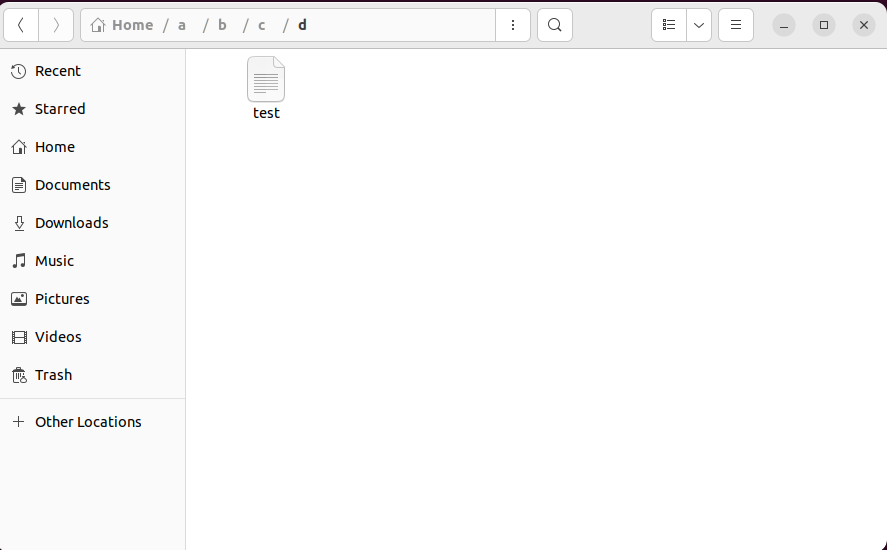 Home / a / b / c / d
test
Recent
Starred
Home
Documents
Downloads
Music
Pictures
Videos
Trash
Other Locations